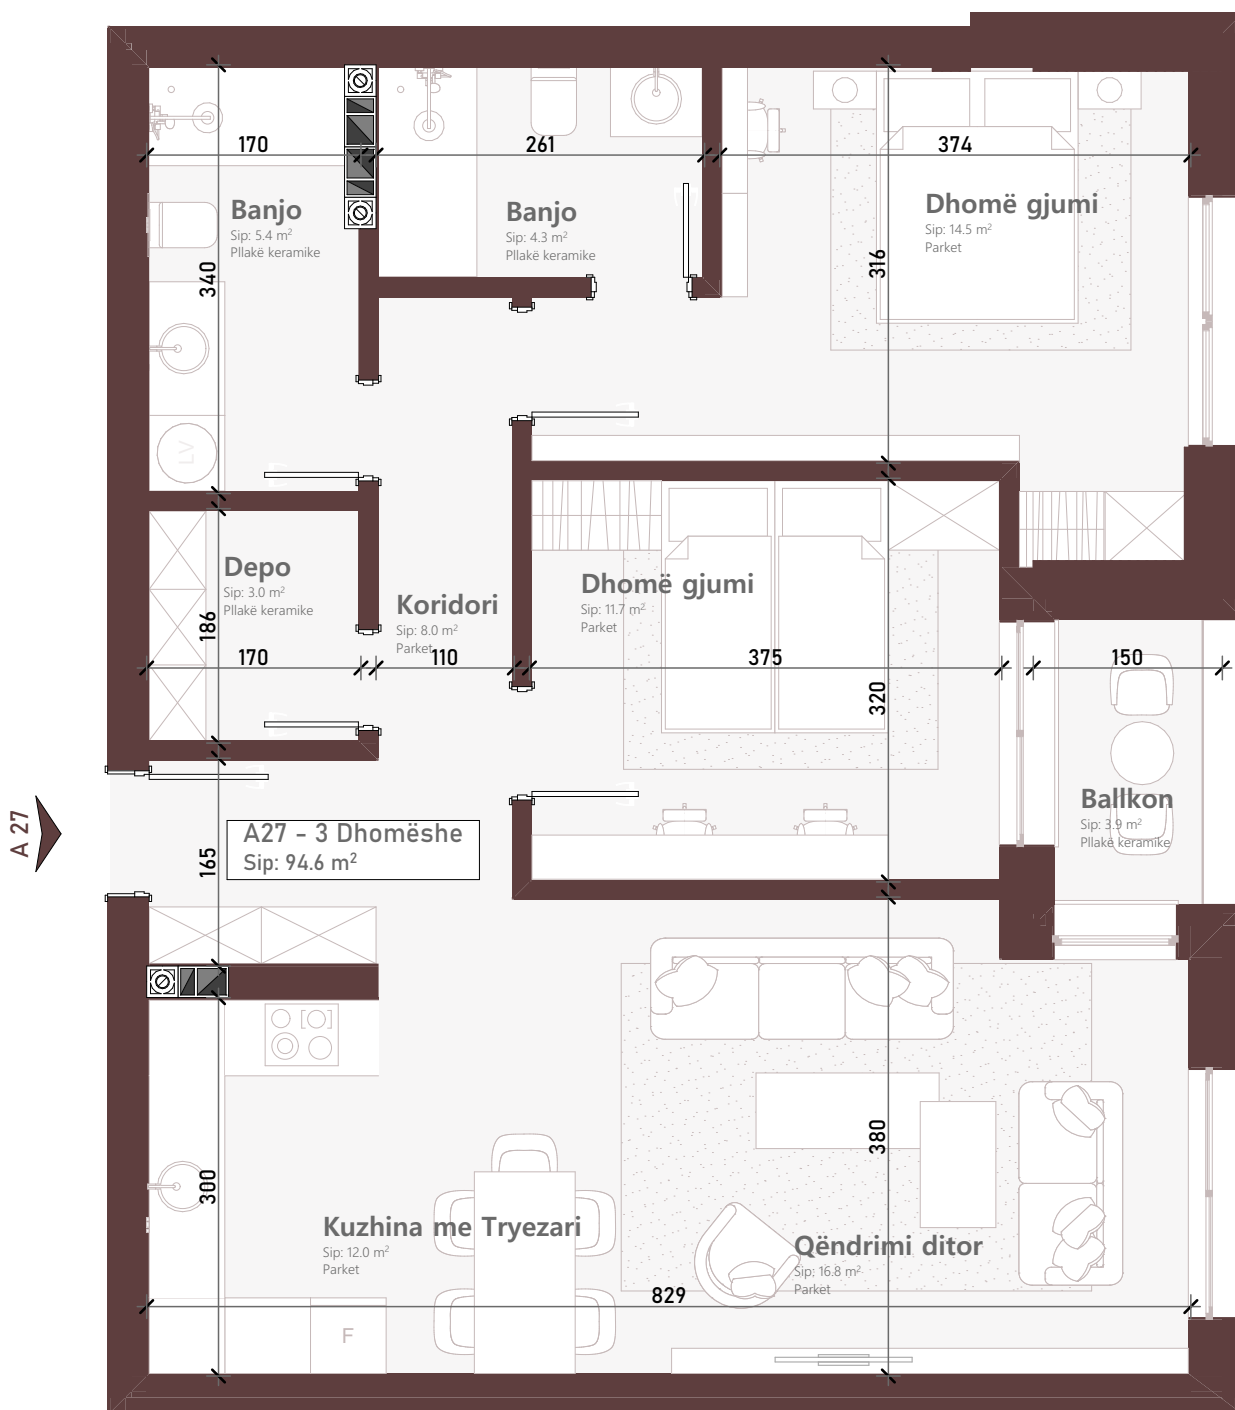 170
261
374
Banjo
Sip: 5.4 m²
Pllakë keramike
Banjo
Sip: 4.3 m²
Pllakë keramike
Dhomë gjumi
Sip: 14.5 m²
Parket
340
316
LV
Depo
Sip: 3.0 m²
Pllakë keramike
Koridori
Sip: 8.0 m²
Parket
Dhomë gjumi
Sip: 11.7 m²
Parket
186
170
110
375
150
320
Ballkon
Sip: 3.9 m²
Pllakë keramike
A 27
A27 - 3 Dhomëshe
Sip: 94.6 m²
165
380
300
Kuzhina me Tryezari
Sip: 12.0 m²
Parket
Qëndrimi ditor
Sip: 16.8 m²
Parket
829
F